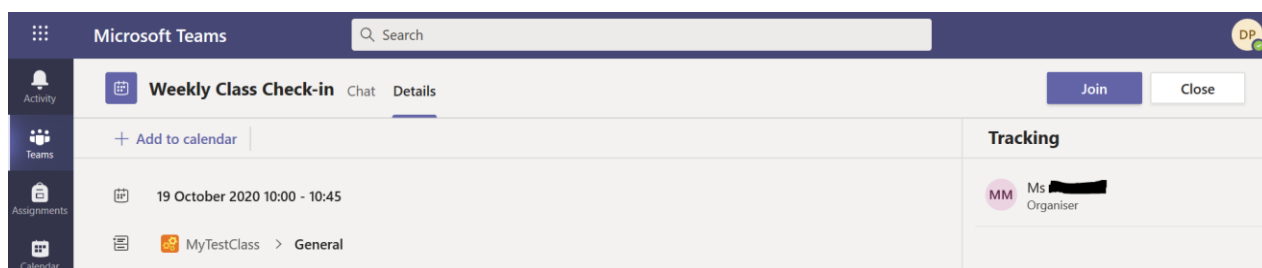 Microsoft Teams
Search
DP
Activity
Weekly Class Check-in Chat Details
Join Close
Teams
+ Add to calendar
Tracking
Assignments
19 October 2020 10:00 - 10:45
MM
Ms
Organiser
MyTestClass > General
Calendar